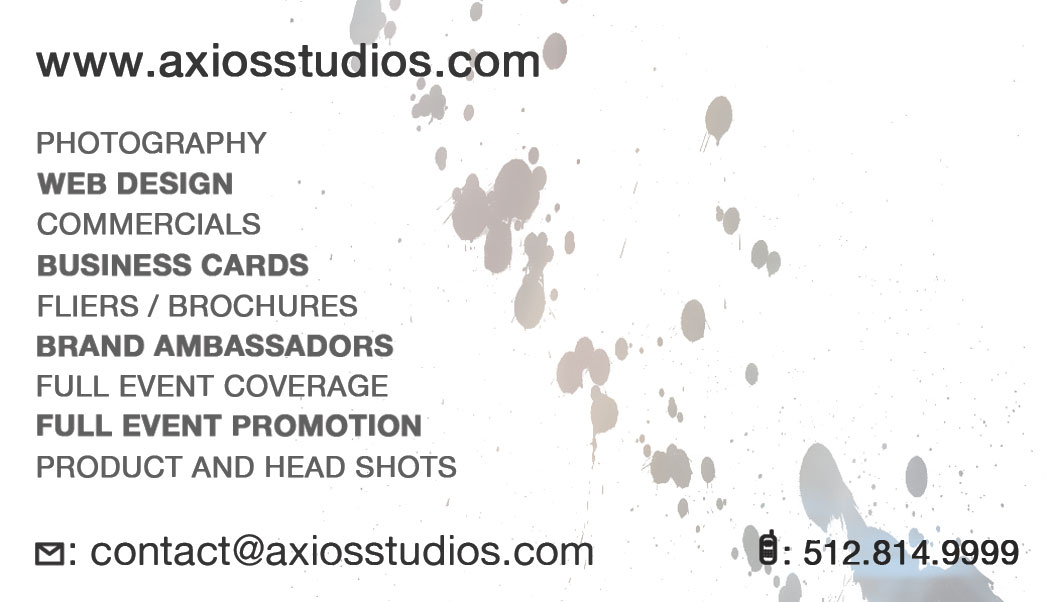 www.axiosstudios.com
PHOTOGRAPHY
WEB DESIGN
COMMERCIALS
BUSINESS CARDS
FLIERS / BROCHURES
BRAND AMBASSADORS
FULL EVENT COVERAGE
FULL EVENT PROMOTION
PRODUCT AND HEAD SHOTS
: contact@axiosstudios.com
: 512.814.9999